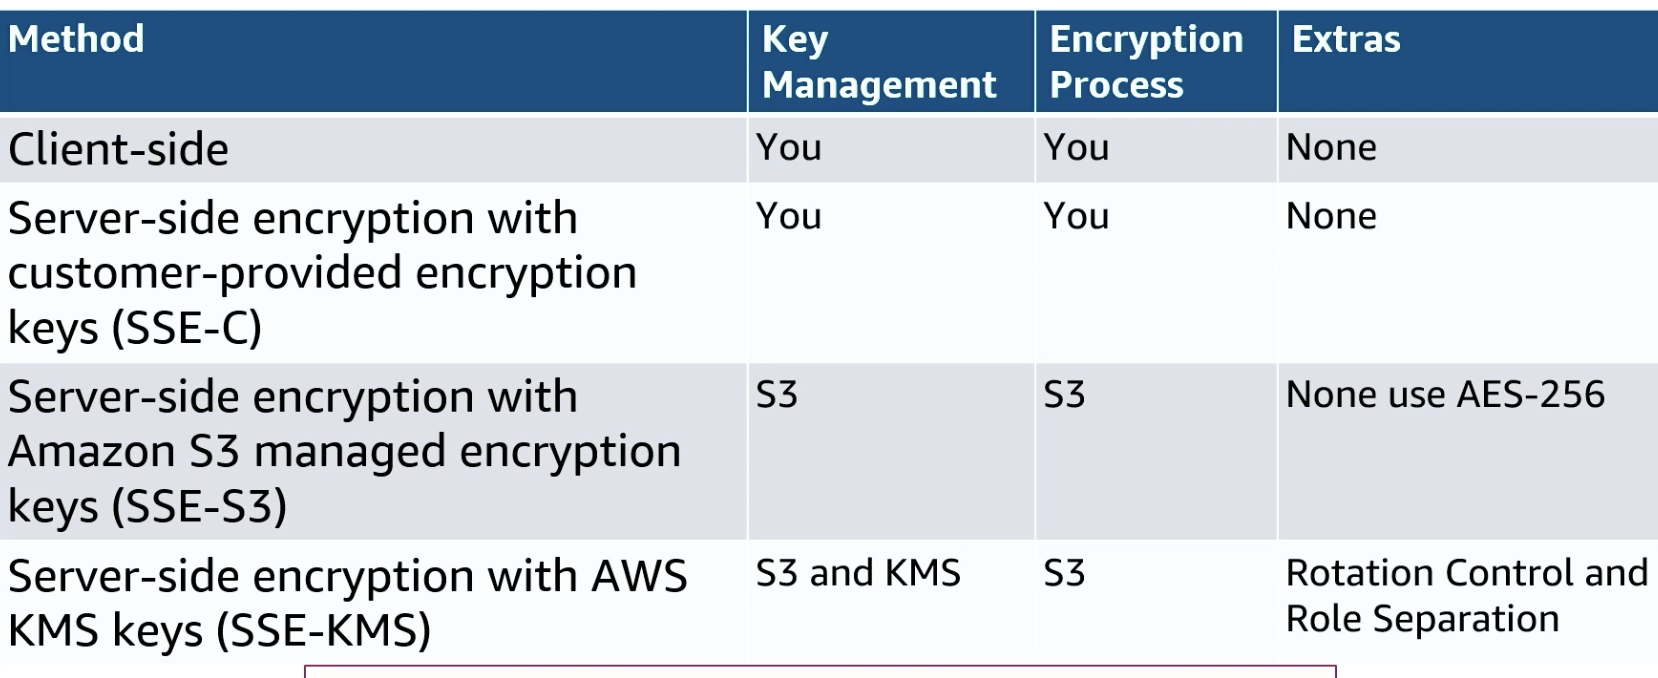 Method
Key
Management
Encryption
Process
Extras
Client-side
You
You
None
Server-side encryption with
customer-provided encryption
keys (SSE-C)
You
You
None
Server-side encryption with
Amazon S3 managed encryption
keys (SSE-S3)
S3
S3
None use AES-256
Server-side encryption with AWS
KMS keys (SSE-KMS)
S3 and KMS
S3
Rotation Control and
Role Separation